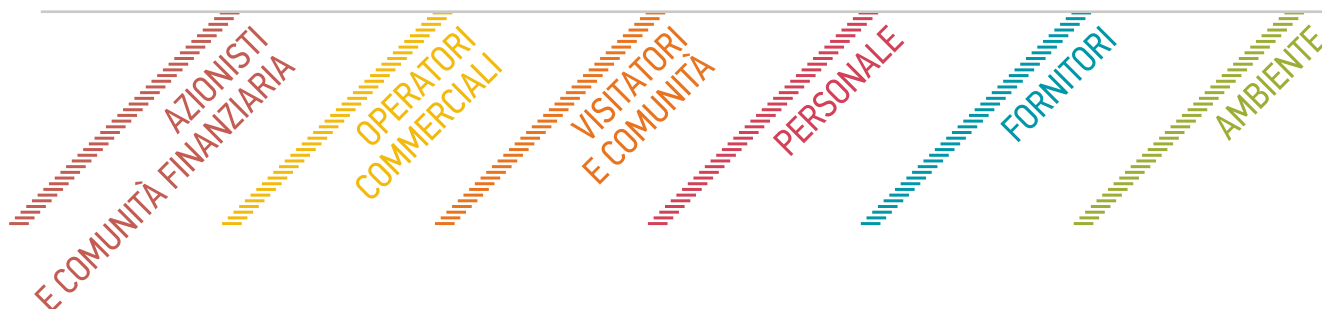 AZIONISTI
E COMUNITÀ FINANZIARIA
OPERATORI
COMMERCIALI
VISITATORI
E COMUNITÀ
PERSONALE
FORNITORI
AMBIENTE